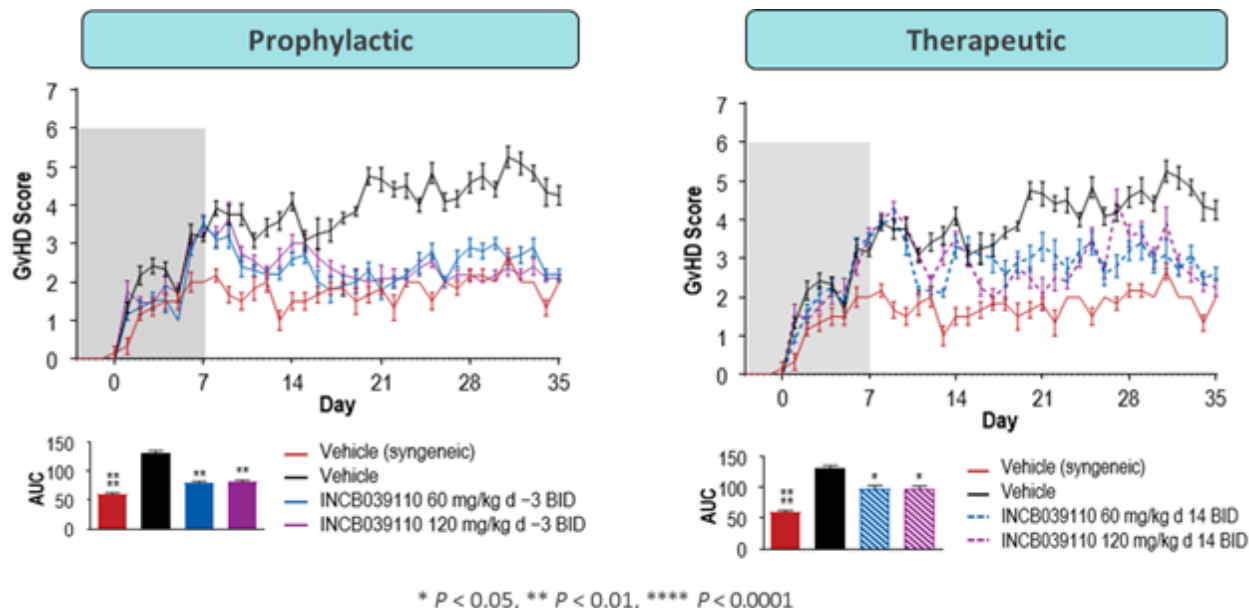 Prophylactic
Therapeutic
7
6
5
4
3
2
1
0
GvHD Score
0 7 14 21 28 35
Day
150
100
50
0
AUC
**
**
**
**
Vehicle (syngeneic)
Vehicle
INCB039110 60 mg/kg d −3 BID
INCB039110 120 mg/kg d −3 BID
7
6
5
4
3
2
1
0
GvHD Score
0 7 14 21 28 35
Day
150
100
50
0
AUC
**
**
*
*
Vehicle (syngeneic)
Vehicle
INCB039110 60 mg/kg d 14 BID
INCB039110 120 mg/kg d 14 BID
* P < 0.05, ** P < 0.01, **** P < 0.0001